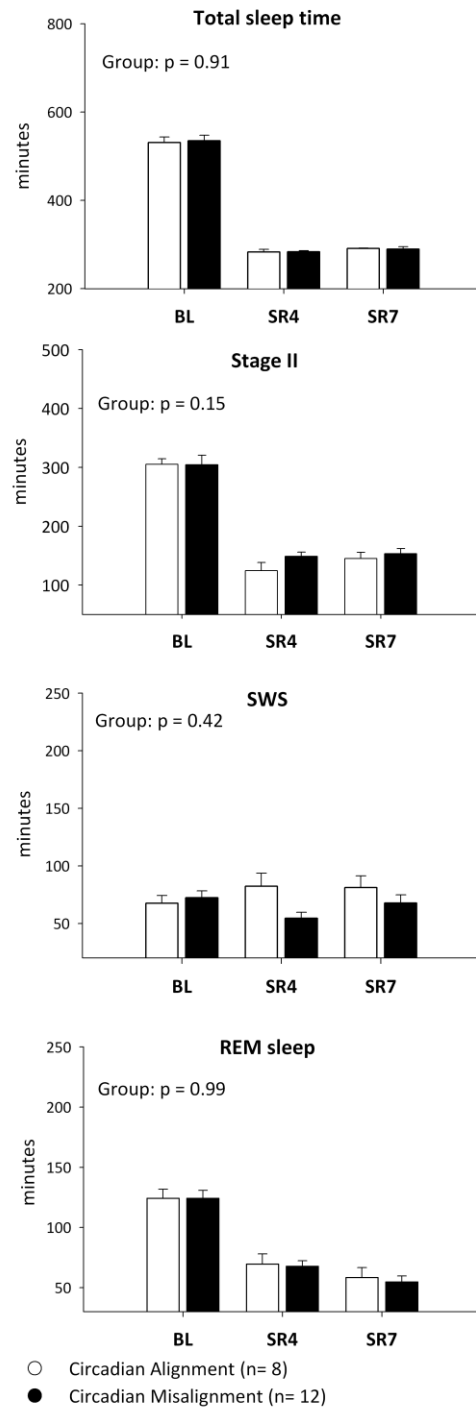 Total sleep time
800
Group: p = 0.91
600
minutes
400
200
BL SR4 SR7
Stage II
500
Group: p = 0.15
400
minutes
300
200
100
BL SR4 SR7
SWS
250
Group: p = 0.42
200
150
minutes
100
50
BL SR4 SR7
REM sleep
250
Group: p = 0.99
200
150
minutes
100
50
BL SR4 SR7
Circadian Alignment (n= 8)
Circadian Misalignment (n= 12)